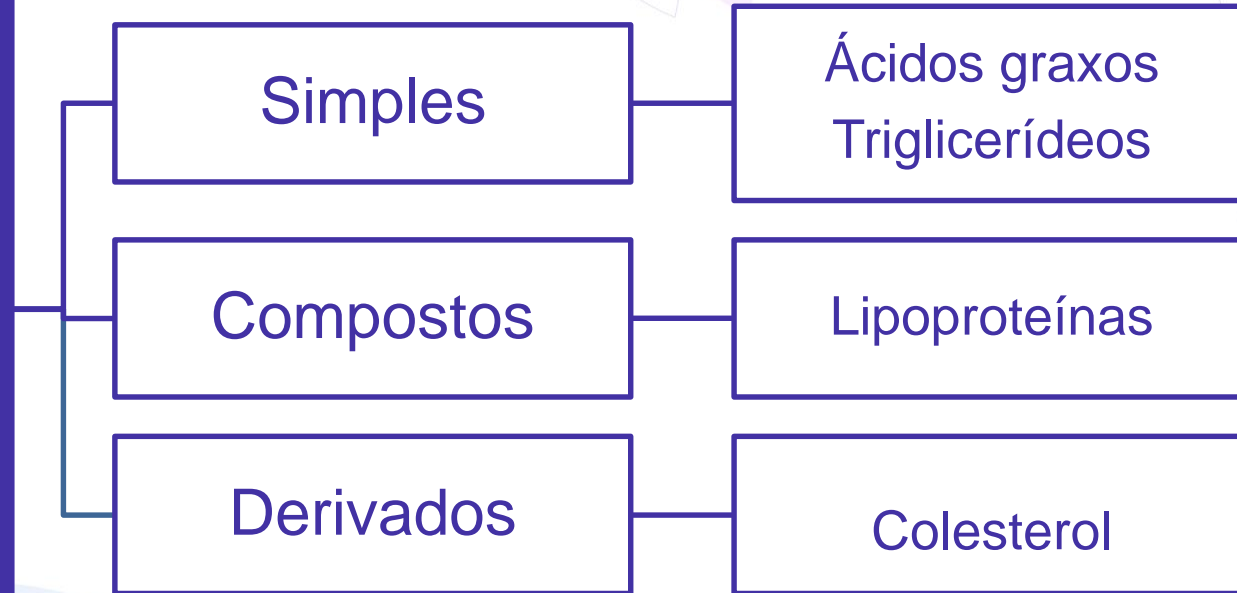 Simples
Ácidos graxos
Triglicerídeos
Compostos
Lipoproteínas
Derivados
Colesterol